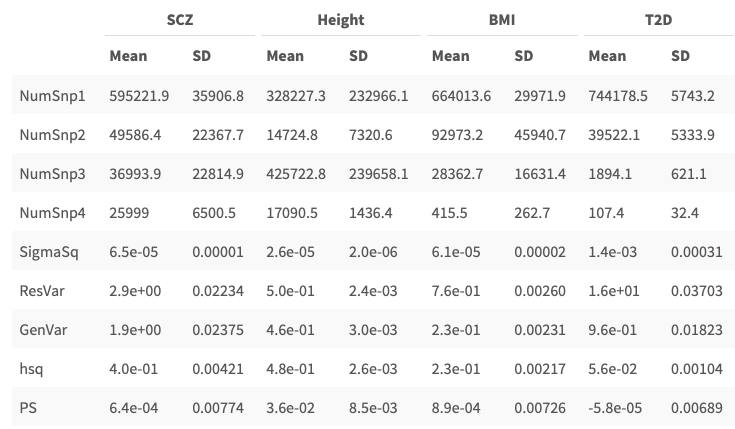 SCZ Height BMI T2D
Mean SD Mean SD Mean SD Mean SD
NumSnp1 595221.9 35906.8 328227.3 232966.1 664013.6 29971.9 744178.5 5743.2
NumSnp2 49586.4 22367.7 14724.8 7320.6 92973.2 45940.7 39522.1 5333.9
NumSnp3 36993.9 22814.9 425722.8 239658.1 28362.7 16631.4 1894.1 621.1
NumSnp4 25999 6500.5 17090.5 1436.4 415.5 262.7 107.4 32.4
SigmaSq 6.5e-05 0.00001 2.6e-05 2.0e-06 6.1e-05 0.00002 1.4e-03 0.00031
ResVar 2.9e+00 0.02234 5.0e-01 2.4e-03 7.6e-01 0.00260 1.6e+01 0.03703
GenVar 1.9e+00 0.02375 4.6e-01 3.0e-03 2.3e-01 0.00231 9.6e-01 0.01823
hsq 4.0e-01 0.00421 4.8e-01 2.6e-03 2.3e-01 0.00217 5.6e-02 0.00104
PS 6.4e-04 0.00774 3.6e-02 8.5e-03 8.9e-04 0.00726 -5.8e-05 0.00689